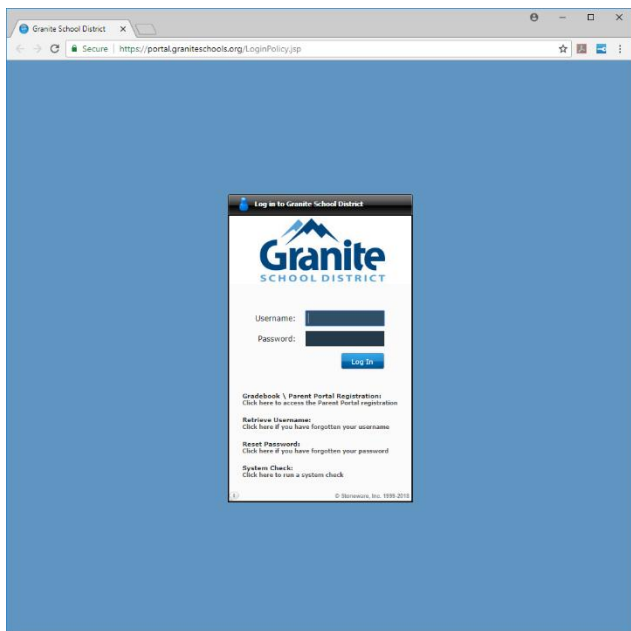 Granite School District
Secure | https://portal.graniteschools.org/LoginPolicy.jsp
Log in to Granite School District
Granite
SCHOOL DISTRICT
Username:
Password:
Log In
Gradebook \ Parent Portal Registration:
Click here to access the Parent Portal registration
Retrieve Username:
Click here if you have forgotten your username
Reset Password:
Click here if you have forgotten your password
System Check:
Click here to run a system check
© Stoneware, Inc. 1998-2018